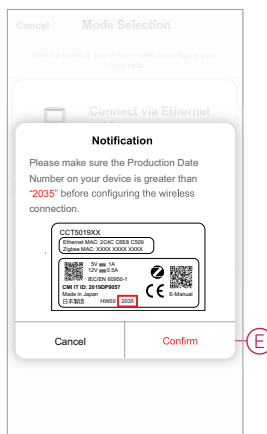 Cancel Mode Selection
Connect via Ethernet
Notification
Please make sure the Production Date
Number on your device is greater than
“2035” before configuring the wireless
connection.
CCT5019XX
Ethernet MAC: 2C4C C6E8 C509
Zigbee MAC: XXXX XXXX XXXX
5V ⎓ 1A
12V ⎓ 0.5A
IEC/EN 60950-1
CMI IT ID: 2019DP9057
Made in Japan
日本製造 HW00 2035
CE E-Manual
Cancel Confirm
E